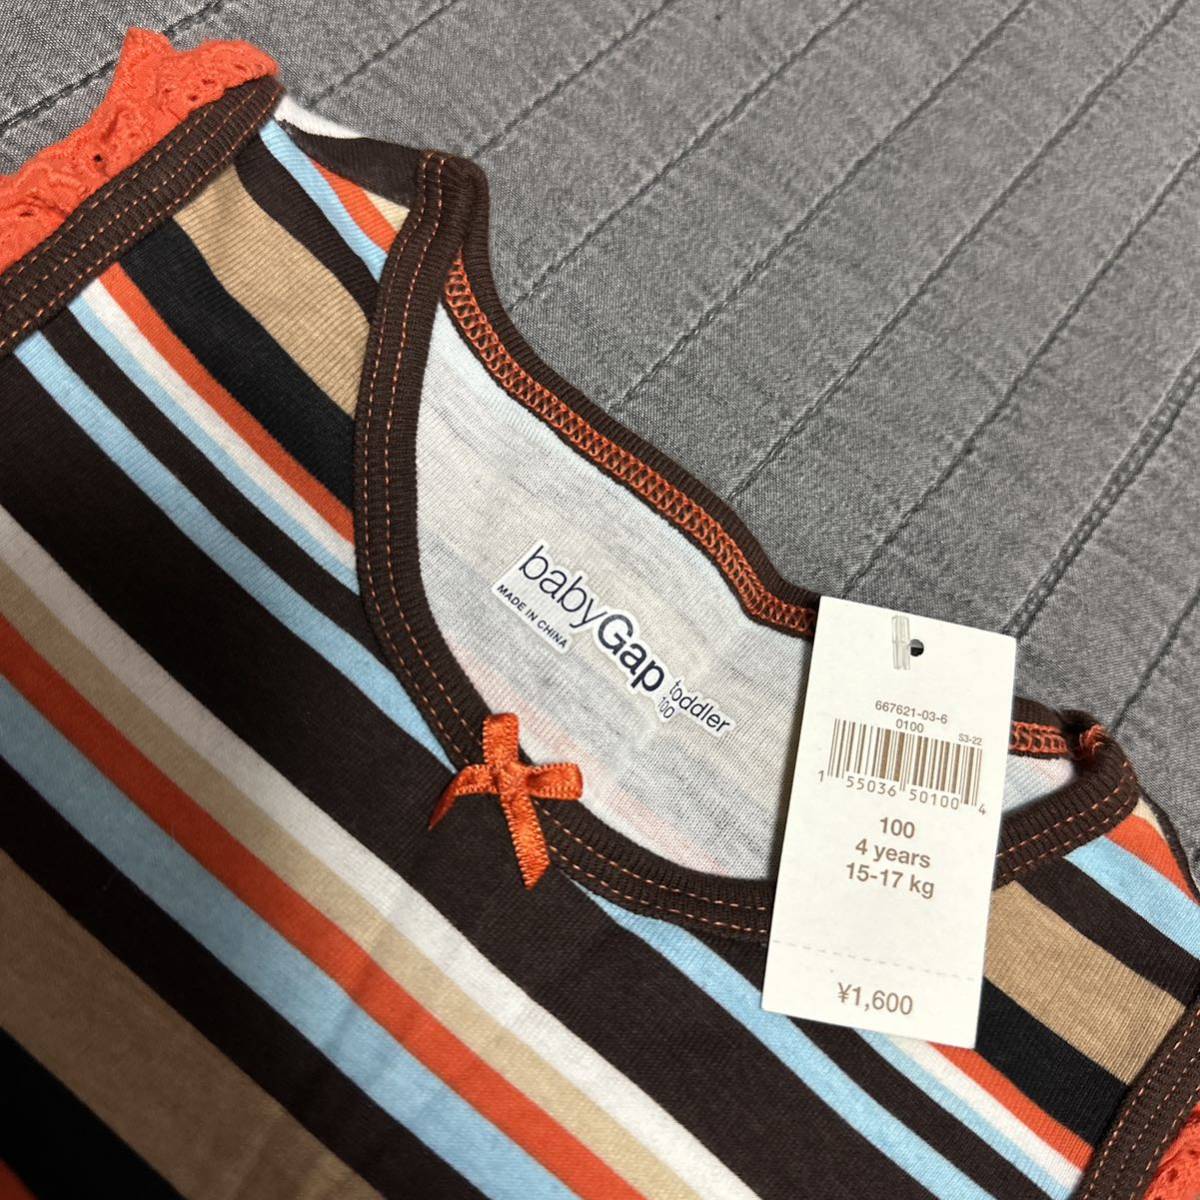 babyGap
MADE IN CHINA
toddler
100
667621-03-6
0100
S3-22
1 55036 50100 4
100
4 years
15-17 kg
¥1,600